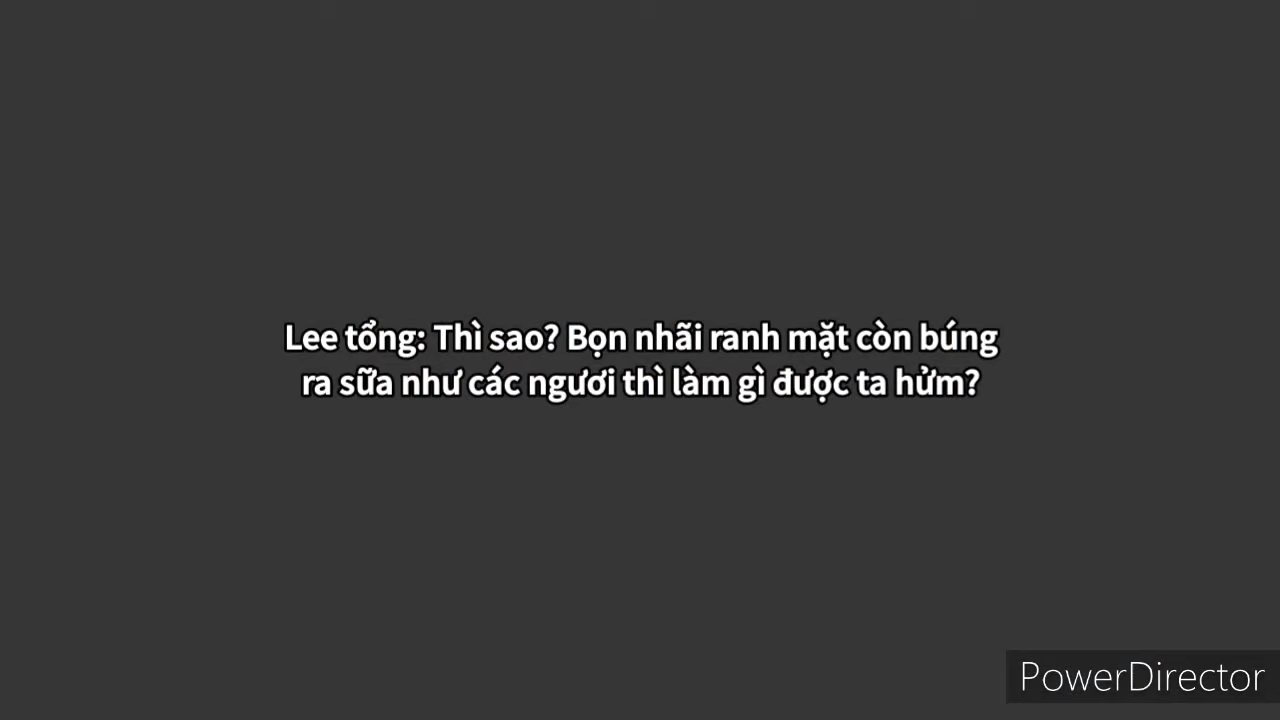 Lee tổng: Thì sao? Bọn nhãi ranh mặt còn búng
ra sữa như các ngươi thì làm gì được ta hửm?
PowerDirector